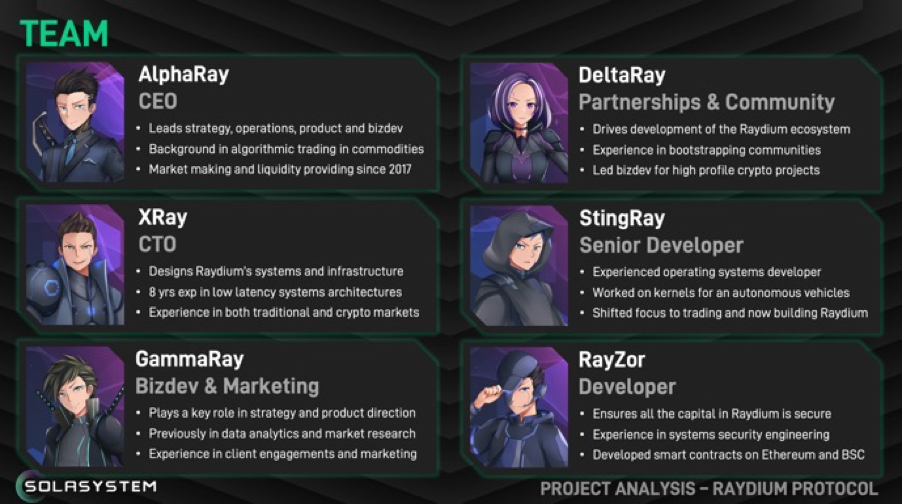 TEAM
AlphaRay
CEO
• Leads strategy, operations, product and bizdev
• Background in algorithmic trading in commodities
• Market making and liquidity providing since 2017
XRay
CTO
• Designs Raydium's systems and infrastructure
• 8 yrs exp in low latency systems architectures
• Experience in both traditional and crypto markets
GammaRay
Bizdev & Marketing
• Plays a key role in strategy and product direction
• Previously in data analytics and market research
• Experience in client engagements and marketing
DeltaRay
Partnerships & Community
• Drives development of the Raydium ecosystem
• Experience in bootstrapping communities
• Led bizdev for high profile crypto projects
StingRay
Senior Developer
• Experienced operating systems developer
• Worked on kernels for an autonomous vehicles
• Shifted focus to trading and now building Raydium
RayZor
Developer
• Ensures all the capital in Raydium is secure
• Experience in systems security engineering
• Developed smart contracts on Ethereum and BSC
SOLASYSTEM
PROJECT ANALYSIS – RAYDIUM PROTOCOL